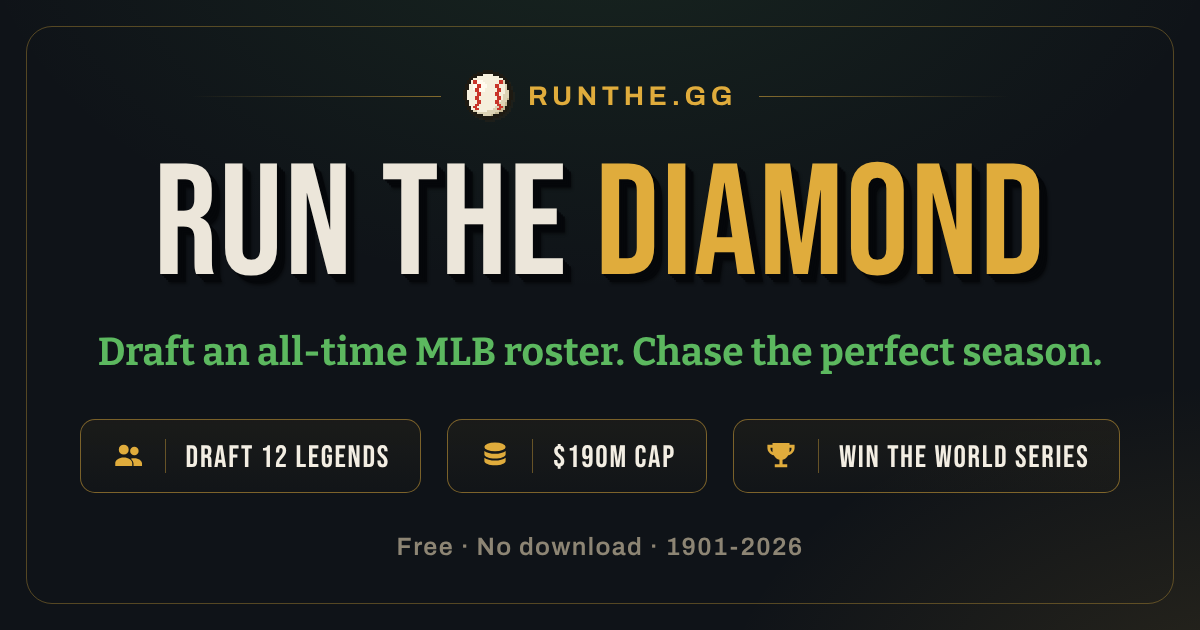 RUNTHE.GG
RUN THE DIAMOND
Draft an all-time MLB roster. Chase the perfect season.
DRAFT 12 LEGENDS
$190M CAP
WIN THE WORLD SERIES
Free · No download · 1901-2026